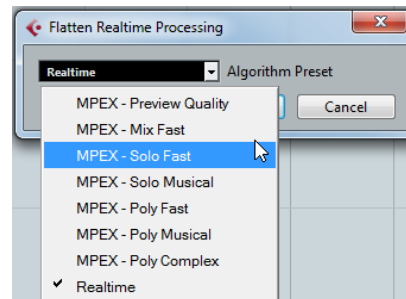 Flatten Realtime Processing
Realtime
Algorithm Preset
Cancel
MPEX - Preview Quality
MPEX - Mix Fast
MPEX - Solo Fast
MPEX - Solo Musical
MPEX - Poly Fast
MPEX - Poly Musical
MPEX - Poly Complex
Realtime